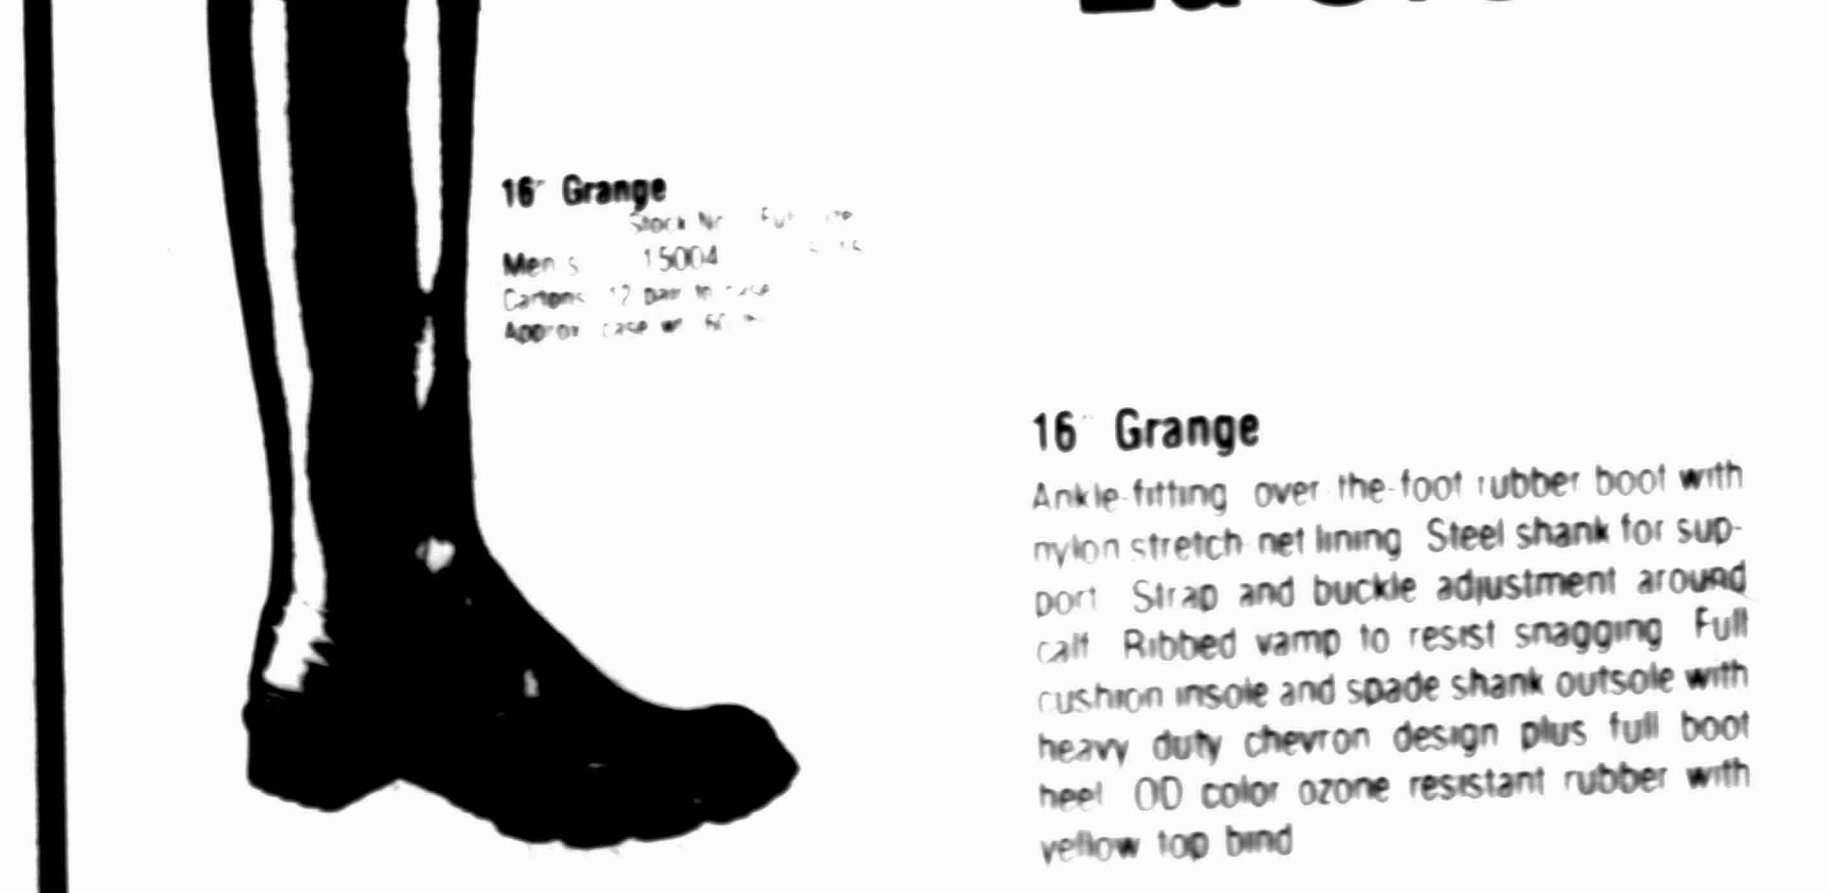 16" Grange
Stock Nr
Men's 15004
Cartons 12 pair to case
Approx case
16" Grange
Ankle-fitting over-the-foot rubber boot with
nylon stretch net lining Steel shank for sup-
port Strap and buckle adjustment around
calf Ribbed vamp to resist snagging Full
cushion insole and spade shank outsole with
heavy duty chevron design plus full boot
heel OD color ozone resistant rubber with
yellow top bind